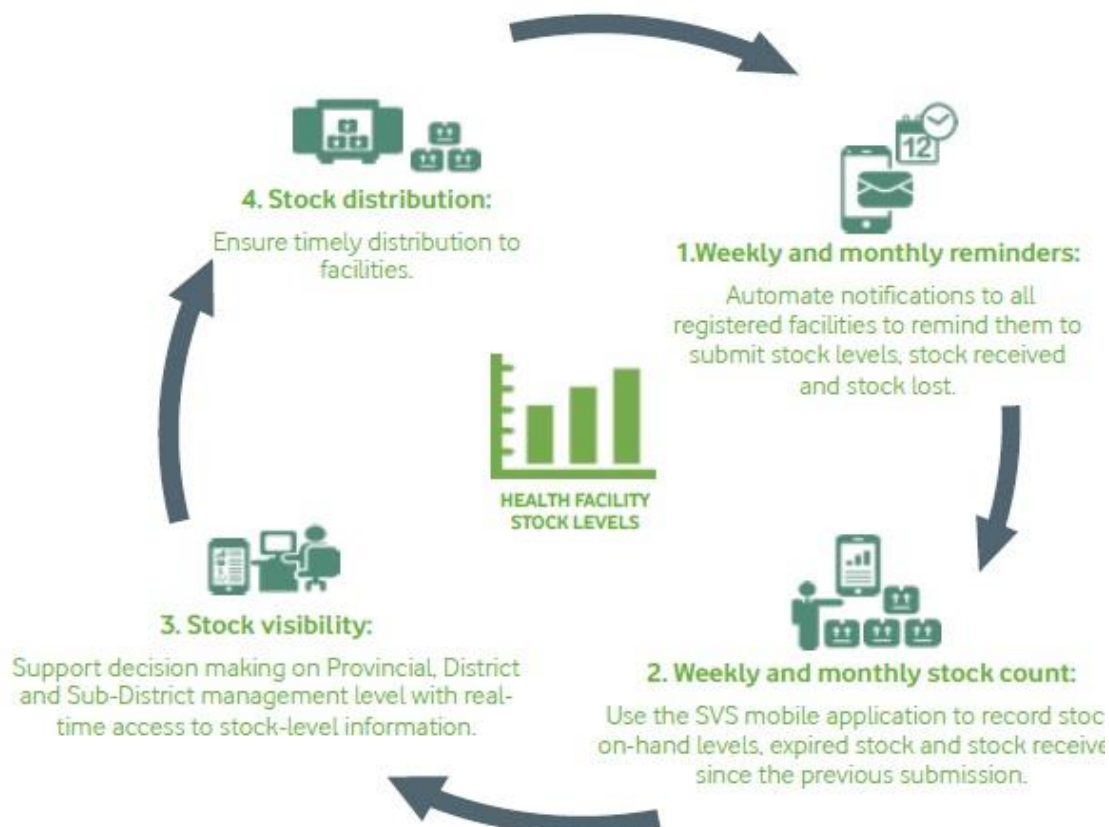 12
1.Weekly and monthly reminders:
Automate notifications to all
registered facilities to remind them to
submit stock levels, stock received
and stock lost.
2. Weekly and monthly stock count:
Use the SVS mobile application to record stoc
on-hand levels, expired stock and stock receive
since the previous submission.
3. Stock visibility:
Support decision making on Provincial, District
and Sub-District management level with real-
time access to stock-level information.
4. Stock distribution:
Ensure timely distribution to
facilities.
HEALTH FACILITY
STOCK LEVELS